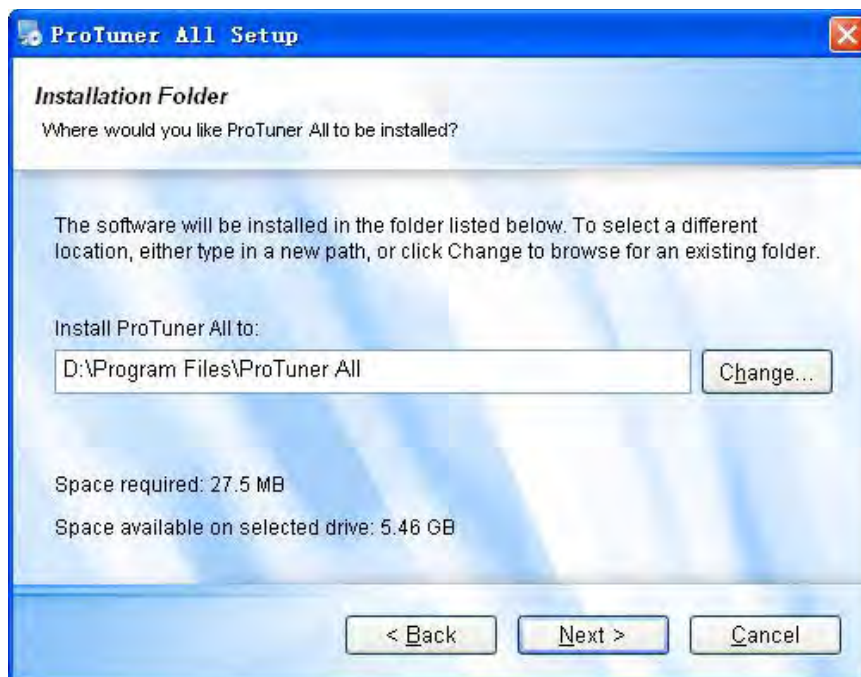 ProTuner All Setup
Installation Folder
Where would you like ProTuner All to be installed?
The software will be installed in the folder listed below. To select a different
location, either type in a new path, or click Change to browse for an existing folder.
Install ProTuner All to:
D:\Program Files\ProTuner All
Change...
Space required: 27.5 MB
Space available on selected drive: 5.46 GB
< Back
Next >
Cancel